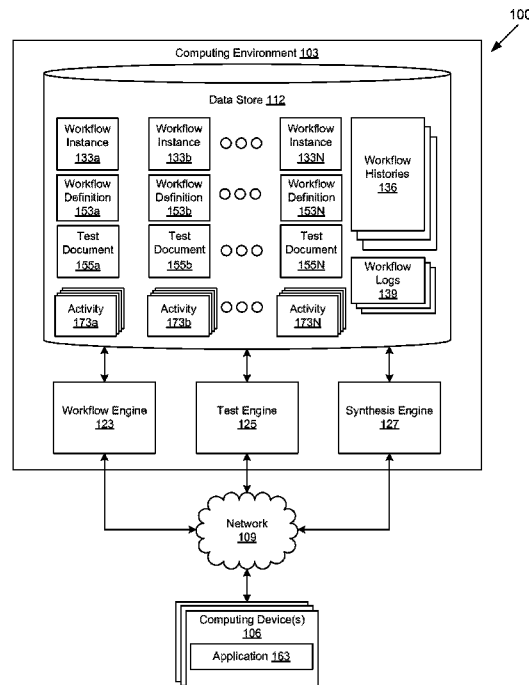 100
Computing Environment 103
Data Store 112
Workflow Instance 133a
Workflow Instance 133b
Workflow Instance 133N
Workflow Histories 136
Workflow Definition 153a
Workflow Definition 153b
Workflow Definition 153N
Test Document 155a
Test Document 155b
Test Document 155N
Workflow Logs 139
Activity 173a
Activity 173b
Activity 173N
Workflow Engine 123
Test Engine 125
Synthesis Engine 127
Network 109
Computing Device(s) 106
Application 163